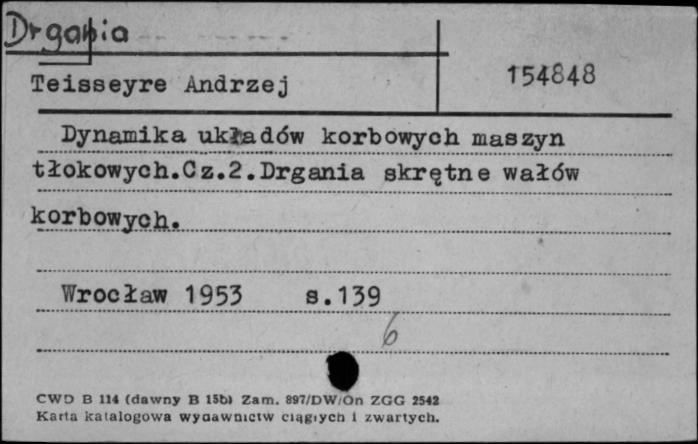 Drgania
Teisseyre Andrzej
154848
Dynamika układów korbowych maszyn
tłokowych.Cz.2.Drgania skrętne wałów
korbowych.
Wrocław 1953 s.139
6
CWD B 114 (dawny B 15b) Zam. 897/DW/On ZGG 2542
Karta katalogowa wydawnictw ciągłych i zwartych.